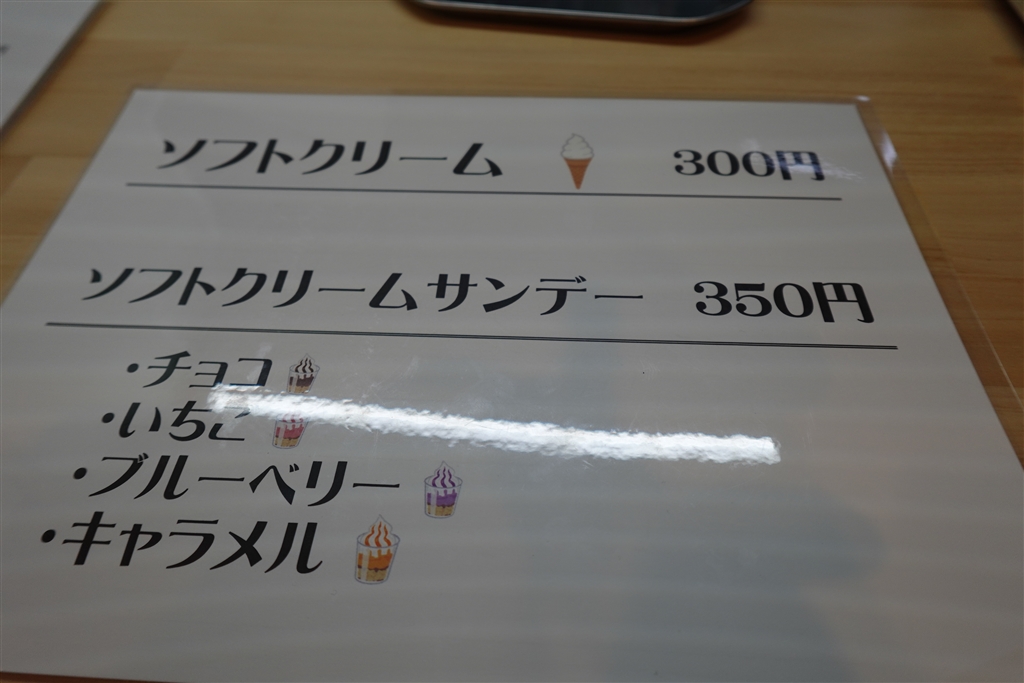 ソフトクリーム 300円
ソフトクリームサンデー 350円
・チョコ
・いちご
・ブルーベリー
・キャラメル